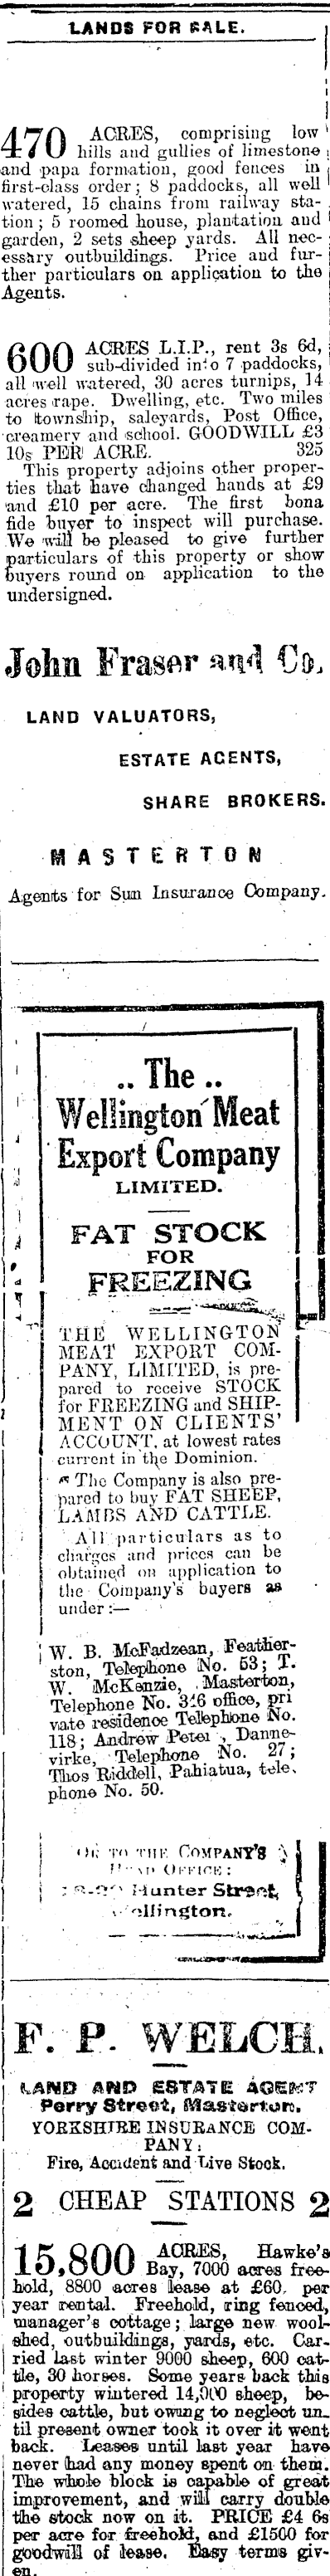 LANDS FOR SALE.
470 ACRES, comprising low
hills and gullies of limestone
and papa formation, good fences in
first-class order; 8 paddocks, all well
watered, 15 chains from railway sta-
tion; 5 roomed house, plantation and
garden, 2 sets sheep yards. All nec-
essary outbuildings. Price and fur-
ther particulars on application to the
Agents.
600 ACRES L.I.P., rent 3s 6d,
sub-divided into 7 paddocks,
all well watered, 30 acres turnips, 14
acres rape. Dwelling, etc. Two miles
to township, saleyards, Post Office,
creamery and school. GOODWILL £3
10s PER ACRE. 325
This property adjoins other proper-
ties that have changed hands at £9
and £10 per acre. The first bona
fide buyer to inspect will purchase.
We will be pleased to give further
particulars of this property or show
buyers round on application to the
undersigned.
John Fraser and Co.
LAND VALUATORS,
ESTATE AGENTS,
SHARE BROKERS.
MASTERTON
Agents for Sun Insurance Company.
.. The ..
Wellington Meat
Export Company
LIMITED.
FAT STOCK
FOR
FREEZING
THE WELLINGTON
MEAT EXPORT COM-
PANY, LIMITED, is pre-
pared to receive STOCK
for FREEZING and SHIP-
MENT ON CLIENTS'
ACCOUNT, at lowest rates
current in the Dominion.
The Company is also pre-
pared to buy FAT SHEEP,
LAMBS AND CATTLE.
All particulars as to
charges and prices can be
obtained on application to
the Company's buyers as
under:—
W. B. McFadzean, Feather-
ston, Telephone No. 53; T.
W. McKenzie, Masterton,
Telephone No. 316 office, pri
vate residence Telephone No.
118; Andrew Peter , Danne-
virke, Telephone No. 27;
Thos Riddell, Pahiatua, tele-
phone No. 50.
OR TO THE COMPANY'S
HEAD OFFICE:
Hunter Street,
Wellington.
F. P. WELCH,
LAND AND ESTATE AGENT
Perry Street, Masterton.
YORKSHIRE INSURANCE COM-
PANY:
Fire, Accident and Live Stock.
2 CHEAP STATIONS 2
15,800 ACRES, Hawke's
Bay, 7000 acres free-
hold, 8800 acres lease at £60, per
year rental. Freehold, ring fenced,
manager's cottage; large new wool-
shed, outbuildings, yards, etc. Car-
ried last winter 9000 sheep, 600 cat-
tle, 30 horses. Some years back this
property wintered 14,000 sheep, be-
sides cattle, but owung to neglect un-
til present owner took it over it went
back. Leases until last year have
never had any money spent on them.
The whole block is capable of great
improvement, and will carry double
the stock now on it. PRICE £4 6s
per acre for freehold, and £1500 for
goodwill of lease. Easy terms giv-
en.